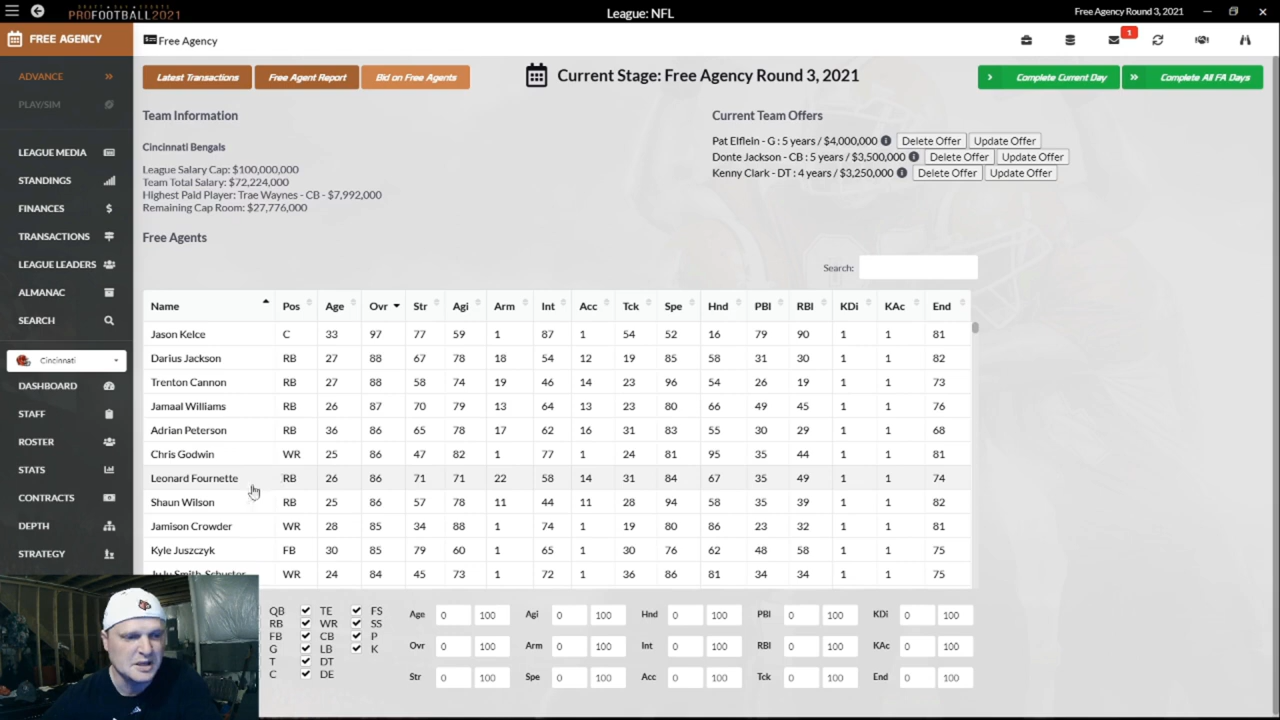 DRAFT DAY SPORTS
PROFOOTBALL2021
League: NFL
Free Agency Round 3, 2021
FREE AGENCY
Free Agency
1
ADVANCE
PLAY/SIM
LEAGUE MEDIA
STANDINGS
FINANCES
TRANSACTIONS
LEAGUE LEADERS
ALMANAC
SEARCH
Cincinnati
DASHBOARD
STAFF
ROSTER
STATS
CONTRACTS
DEPTH
STRATEGY
Latest Transactions Free Agent Report Bid on Free Agents
Current Stage: Free Agency Round 3, 2021
Complete Current Day Complete All FA Days
Team Information
Cincinnati Bengals
League Salary Cap: $100,000,000
Team Total Salary: $72,224,000
Highest Paid Player: Trae Waynes - CB - $7,992,000
Remaining Cap Room: $27,776,000
Current Team Offers
Pat Elflein - G : 5 years / $4,000,000 Delete Offer Update Offer
Donte Jackson - CB : 5 years / $3,500,000 Delete Offer Update Offer
Kenny Clark - DT : 4 years / $3,250,000 Delete Offer Update Offer
Free Agents
Search:
Name Pos Age Ovr Str Agi Arm Int Acc Tck Spe Hnd PBl RBl KDi KAc End
Jason Kelce C 33 97 77 59 1 87 1 54 52 16 79 90 1 1 81
Darius Jackson RB 27 88 67 78 18 54 12 19 85 58 31 30 1 1 82
Trenton Cannon RB 27 88 58 74 19 46 14 23 96 54 26 19 1 1 73
Jamaal Williams RB 26 87 70 79 13 64 13 23 80 66 49 45 1 1 76
Adrian Peterson RB 36 86 65 78 17 62 16 31 83 55 30 29 1 1 68
Chris Godwin WR 25 86 47 82 1 77 1 24 81 95 35 44 1 1 81
Leonard Fournette RB 26 86 71 71 22 58 14 31 84 67 35 49 1 1 74
Shaun Wilson RB 25 86 57 78 11 44 11 28 94 58 35 39 1 1 82
Jamison Crowder WR 28 85 34 88 1 74 1 19 80 86 23 32 1 1 81
Kyle Juszczyk FB 30 85 79 60 1 65 1 30 76 62 48 58 1 1 75
JuJu Smith-Schuster WR 24 84 45 73 1 72 1 36 86 81 34 34 1 1 75
QB TE FS
RB WR SS
FB CB P
G LB K
T DT
C DE
Age 0 100 Agi 0 100 Hnd 0 100 PBl 0 100 KDi 0 100
Ovr 0 100 Arm 0 100 Int 0 100 RBl 0 100 KAc 0 100
Str 0 100 Spe 0 100 Acc 0 100 Tck 0 100 End 0 100